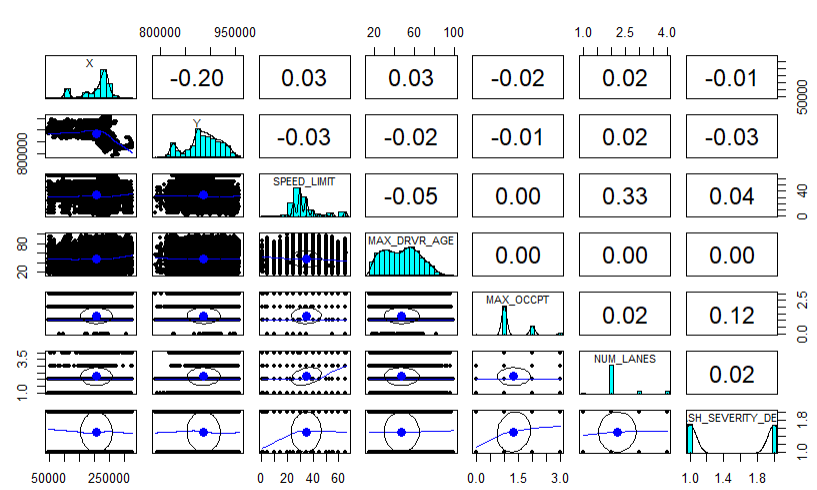 800000 950000 20 60 100 1.0 2.0 3.0 4.0
X -0.20 0.03 0.03 -0.02 0.02 -0.01 50000
800000 Y -0.03 -0.02 -0.01 0.02 -0.03
SPEED_LIMIT -0.05 0.00 0.33 0.04 0 40
20 80 MAX_DRVR_AGE 0.00 0.00 0.00
MAX_OCCPT 0.02 0.12 0.0 2.5
1.0 3.5 NUM_LANES 0.02
SH_SEVERITY_DE 1.0 1.8
50000 250000 0 20 40 60 0.0 1.0 2.0 3.0 1.0 1.4 1.8